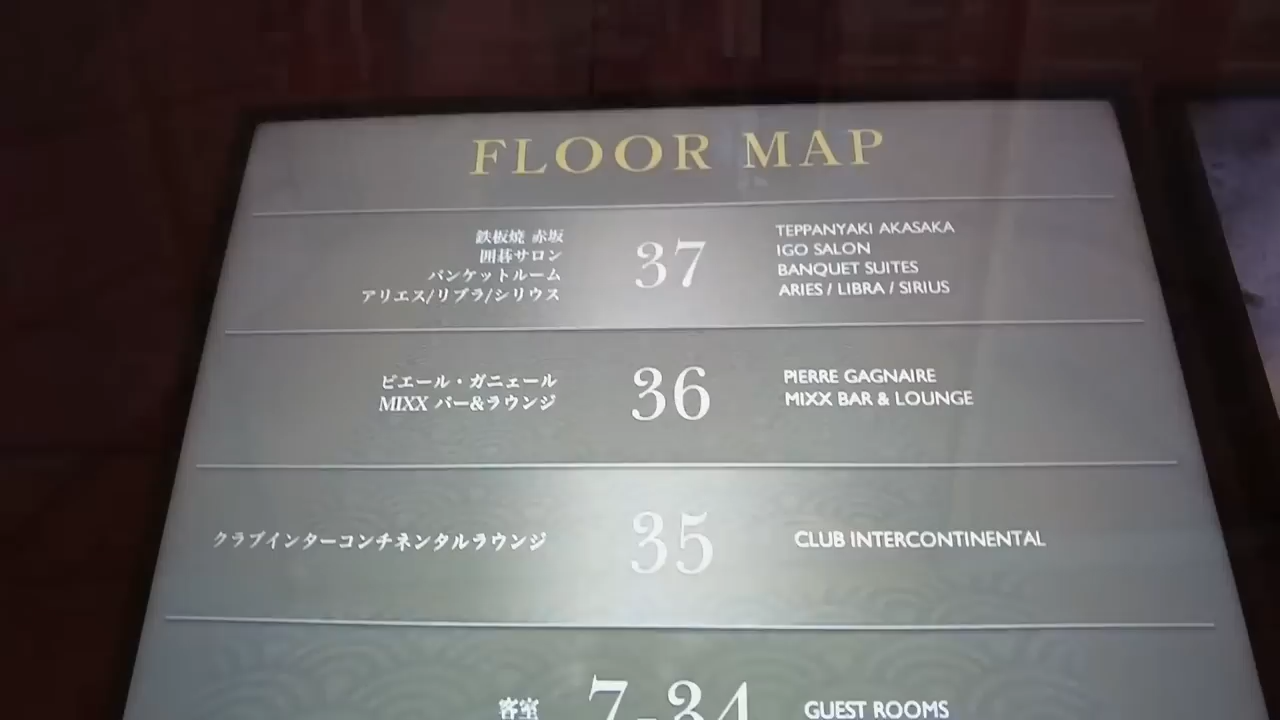 FLOOR MAP
鉄板焼 赤坂
囲碁サロン
バンケットルーム
アリエス/リブラ/シリウス
37
TEPPANYAKI AKASAKA
IGO SALON
BANQUET SUITES
ARIES / LIBRA / SIRIUS
ピエール・ガニェール
MIXX バー&ラウンジ
36
PIERRE GAGNAIRE
MIXX BAR & LOUNGE
クラブインターコンチネンタルラウンジ
35
CLUB INTERCONTINENTAL
客室
7-34
GUEST ROOMS